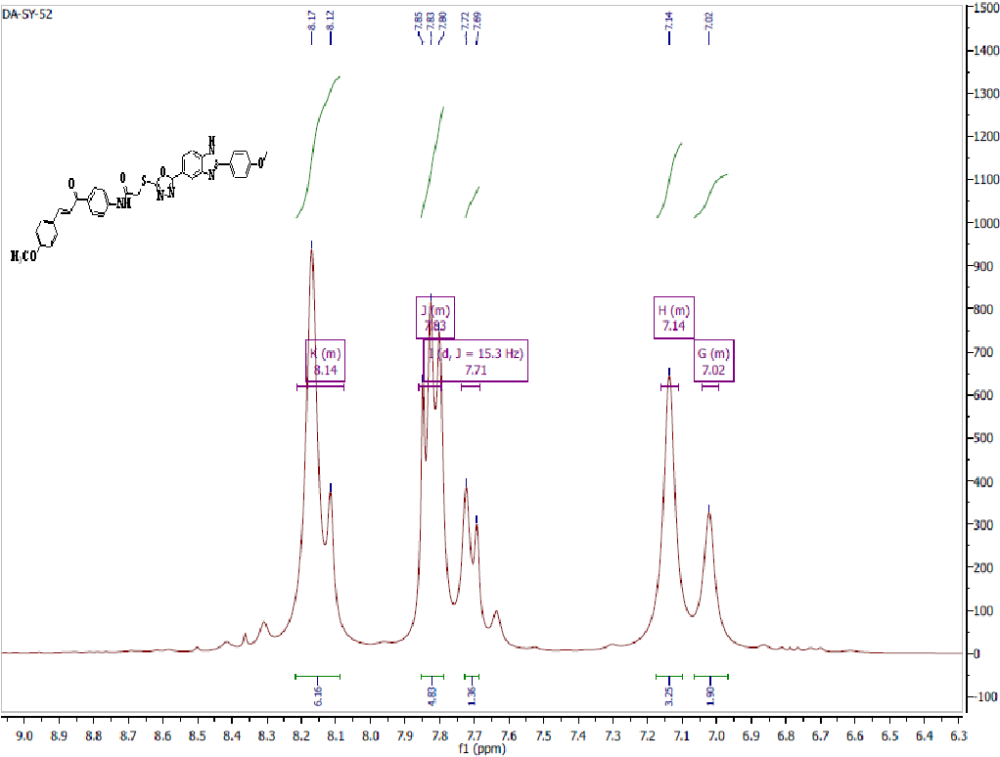 DA-SY-52
8.17
8.12
7.85
7.83
7.80
7.72
7.69
7.14
7.02
1500
1400
1300
1200
1100
1000
900
800
700
600
500
400
300
200
100
0
-100
H
N
N
O
O
N-N
S
O
NH
O
H3CO
J (m)
7.83
H (m)
7.14
K (m)
8.14
I (d, J = 15.3 Hz)
7.71
G (m)
7.02
6.16
4.83
1.36
3.25
1.90
9.0 8.9 8.8 8.7 8.6 8.5 8.4 8.3 8.2 8.1 8.0 7.9 7.8 7.7 7.6 7.5 7.4 7.3 7.2 7.1 7.0 6.9 6.8 6.7 6.6 6.5 6.4 6.3
f1 (ppm)